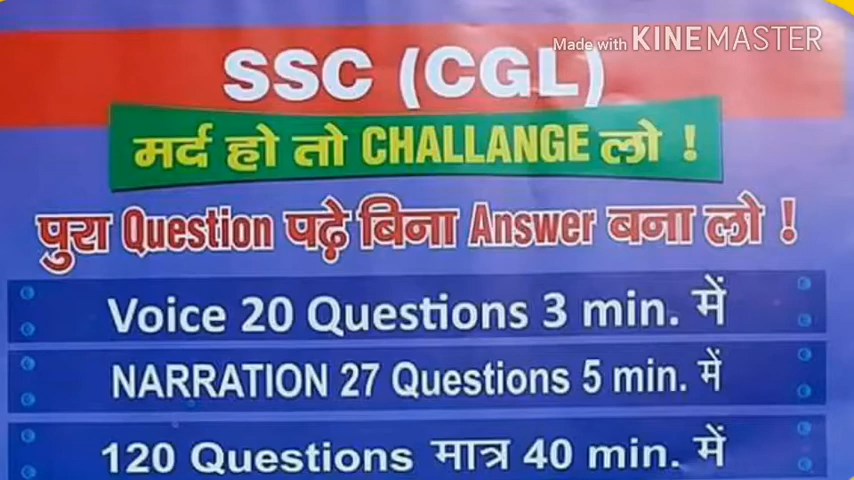 Made with KINEMASTER
SSC (CGL)
मर्द हो तो CHALLANGE लो !
पुरा Question पढ़े बिना Answer बना लो !
Voice 20 Questions 3 min. में
NARRATION 27 Questions 5 min. में
120 Questions मात्र 40 min. में